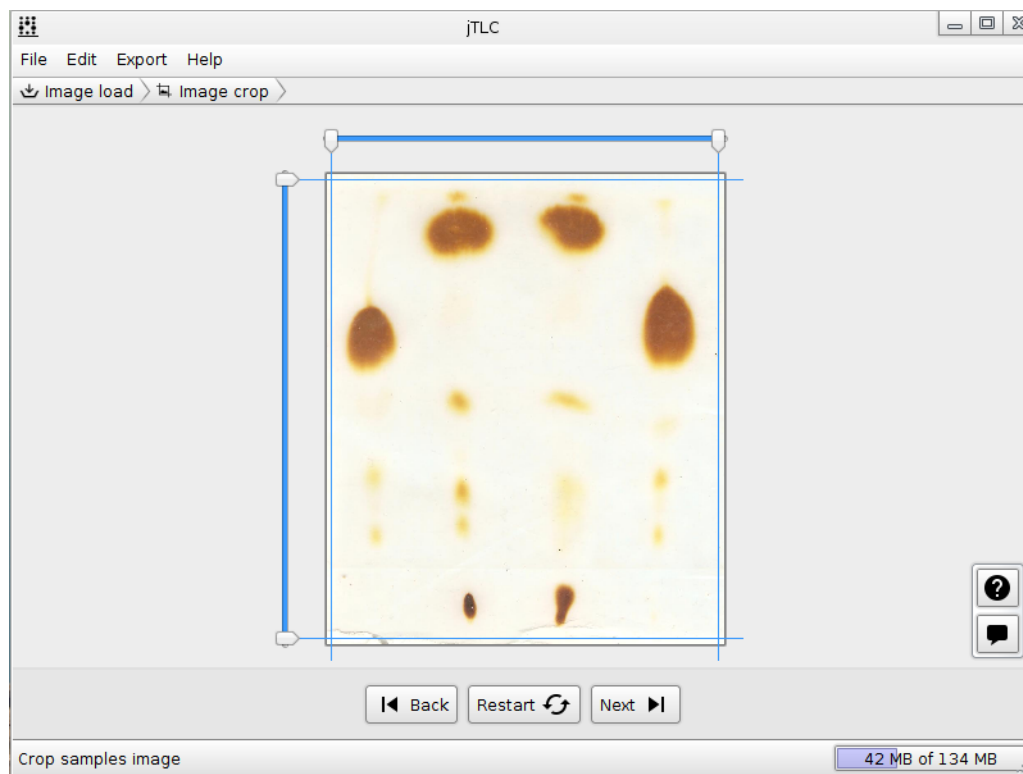 jTLC
File Edit Export Help
Image load Image crop
Back Restart Next
Crop samples image 42 MB of 134 MB